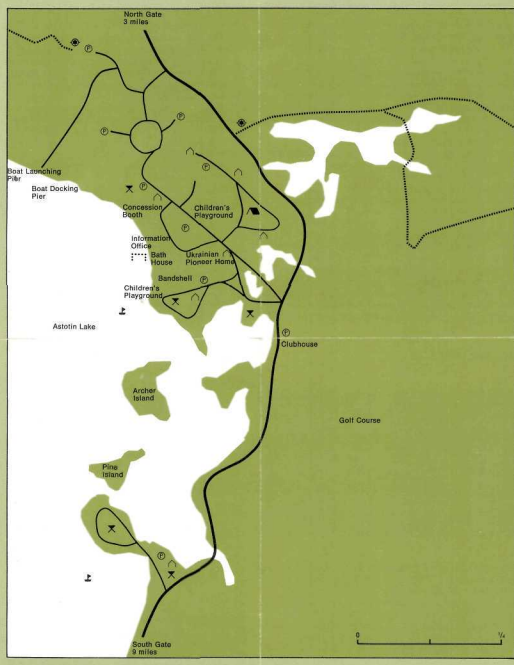 North Gate
3 miles
P
P
P
P
P
Boat Launching
Pier
Boat Docking
Pier
P
Concession
Booth
Children's
Playground
P
Information
Office
Bath
House
Ukrainian
Pioneer Home
Bandshell
P
Children's
Playground
Astotin Lake
P
Clubhouse
Archer
Island
Golf Course
Pine
Island
P
South Gate
9 miles
0